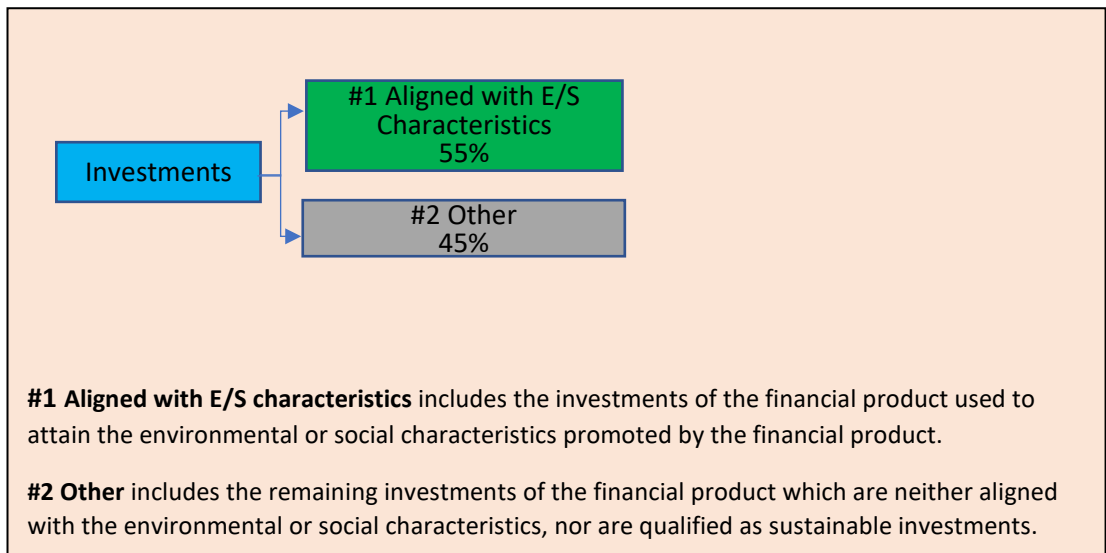 #1 Aligned with E/S
Characteristics
55%
Investments
#2 Other
45%
#1 Aligned with E/S characteristics includes the investments of the financial product used to
attain the environmental or social characteristics promoted by the financial product.
#2 Other includes the remaining investments of the financial product which are neither aligned
with the environmental or social characteristics, nor are qualified as sustainable investments.